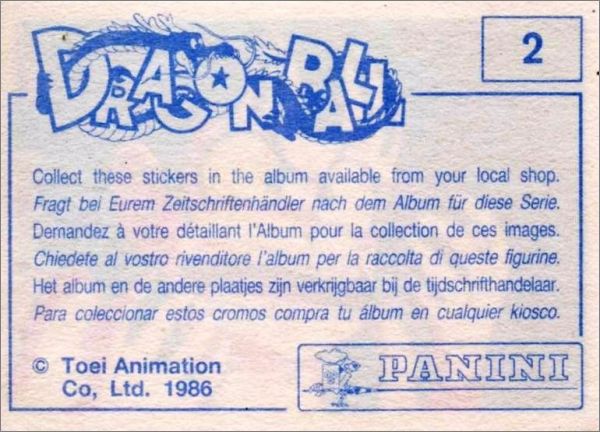 DRAGON BALL
2
Collect these stickers in the album available from your local shop.
Fragt bei Eurem Zeitschriftenhändler nach dem Album für diese Serie.
Demandez à votre détaillant l'Album pour la collection de ces images.
Chiedete al vostro rivenditore l'album per la raccolta di queste figurine.
Het album en de andere plaatjes zijn verkrijgbaar bij de tijdschrifthandelaar.
Para coleccionar estos cromos compra tu álbum en cualquier kiosco.
© Toei Animation
Co, Ltd. 1986
PANINI